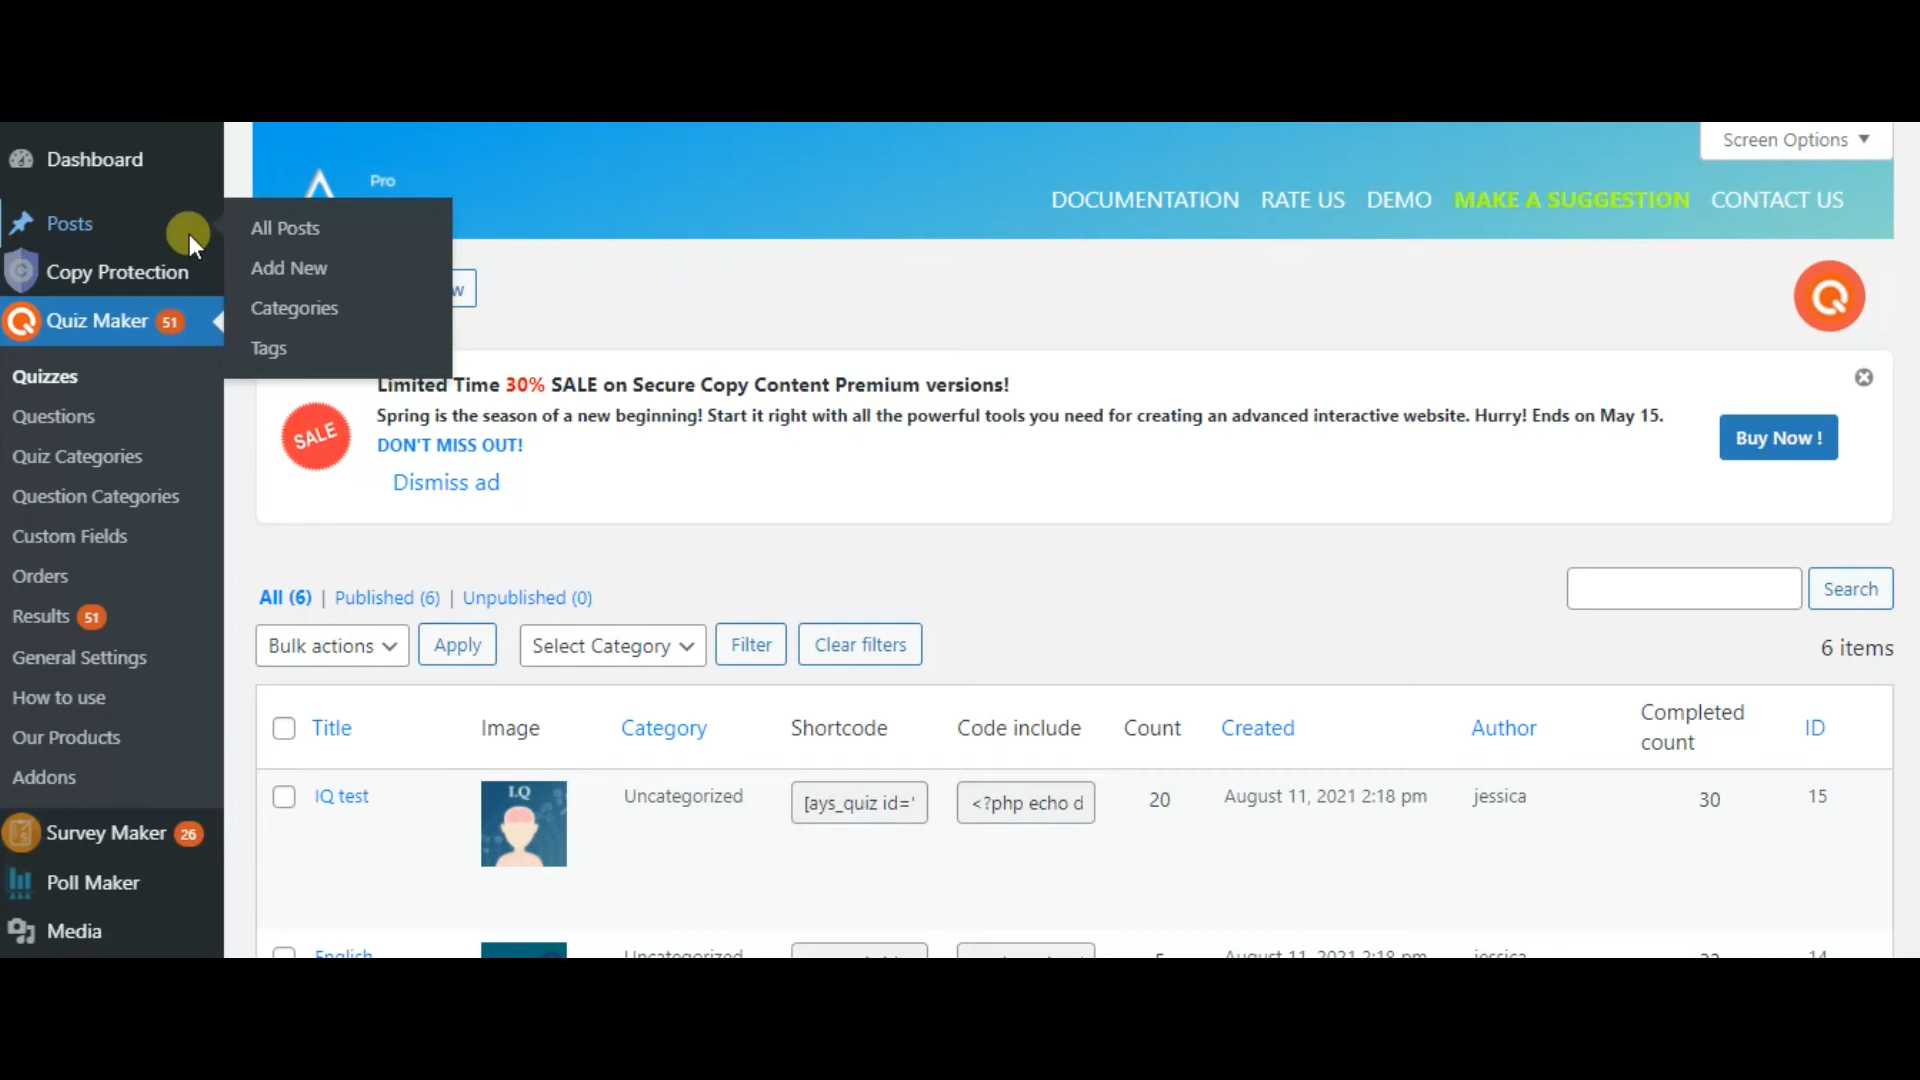 Dashboard
Posts
Copy Protection
Quiz Maker 51
Quizzes
Questions
Quiz Categories
Question Categories
Custom Fields
Orders
Results 51
General Settings
How to use
Our Products
Addons
Survey Maker 26
Poll Maker
Media
All Posts
Add New
Categories
Tags
Screen Options
Pro
DOCUMENTATION RATE US DEMO MAKE A SUGGESTION CONTACT US
w
SALE
Limited Time 30% SALE on Secure Copy Content Premium versions!
Spring is the season of a new beginning! Start it right with all the powerful tools you need for creating an advanced interactive website. Hurry! Ends on May 15.
DON'T MISS OUT!
Dismiss ad
Buy Now !
All (6) | Published (6) | Unpublished (0)
Search
Bulk actions Apply Select Category Filter Clear filters
6 items
Title Image Category Shortcode Code include Count Created Author Completed count ID
IQ test I.Q Uncategorized [ays_quiz id=' <?php echo d 20 August 11, 2021 2:18 pm jessica 30 15
English Uncategorized August 11, 2021 2:18 pm jessica 14